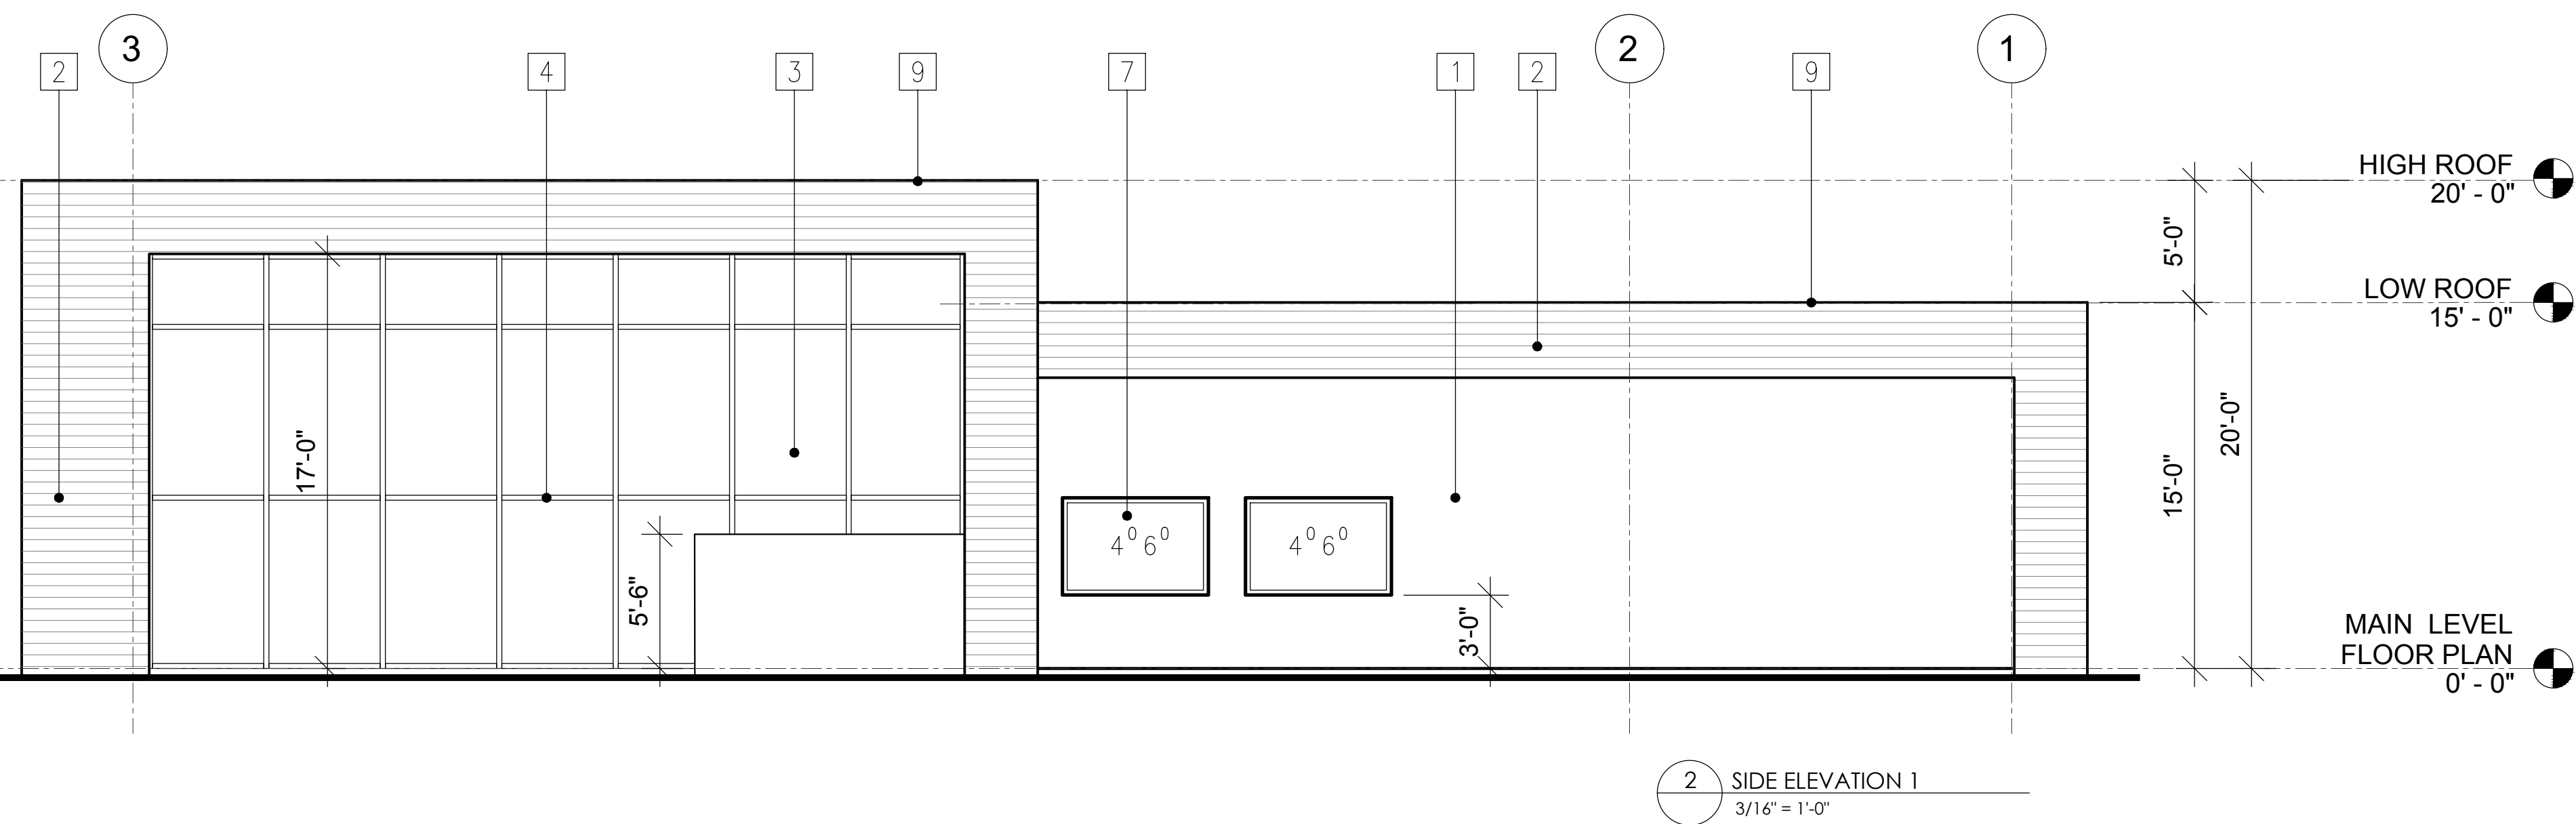 3
2
1
2
4
3
9
7
1
2
9
HIGH ROOF
20' - 0"
5'-0"
LOW ROOF
15' - 0"
17'-0"
20'-0"
15'-0"
4⁰ 6⁰
4⁰ 6⁰
5'-6"
3'-0"
MAIN LEVEL
FLOOR PLAN
0' - 0"
2
SIDE ELEVATION 1
3/16" = 1'-0"